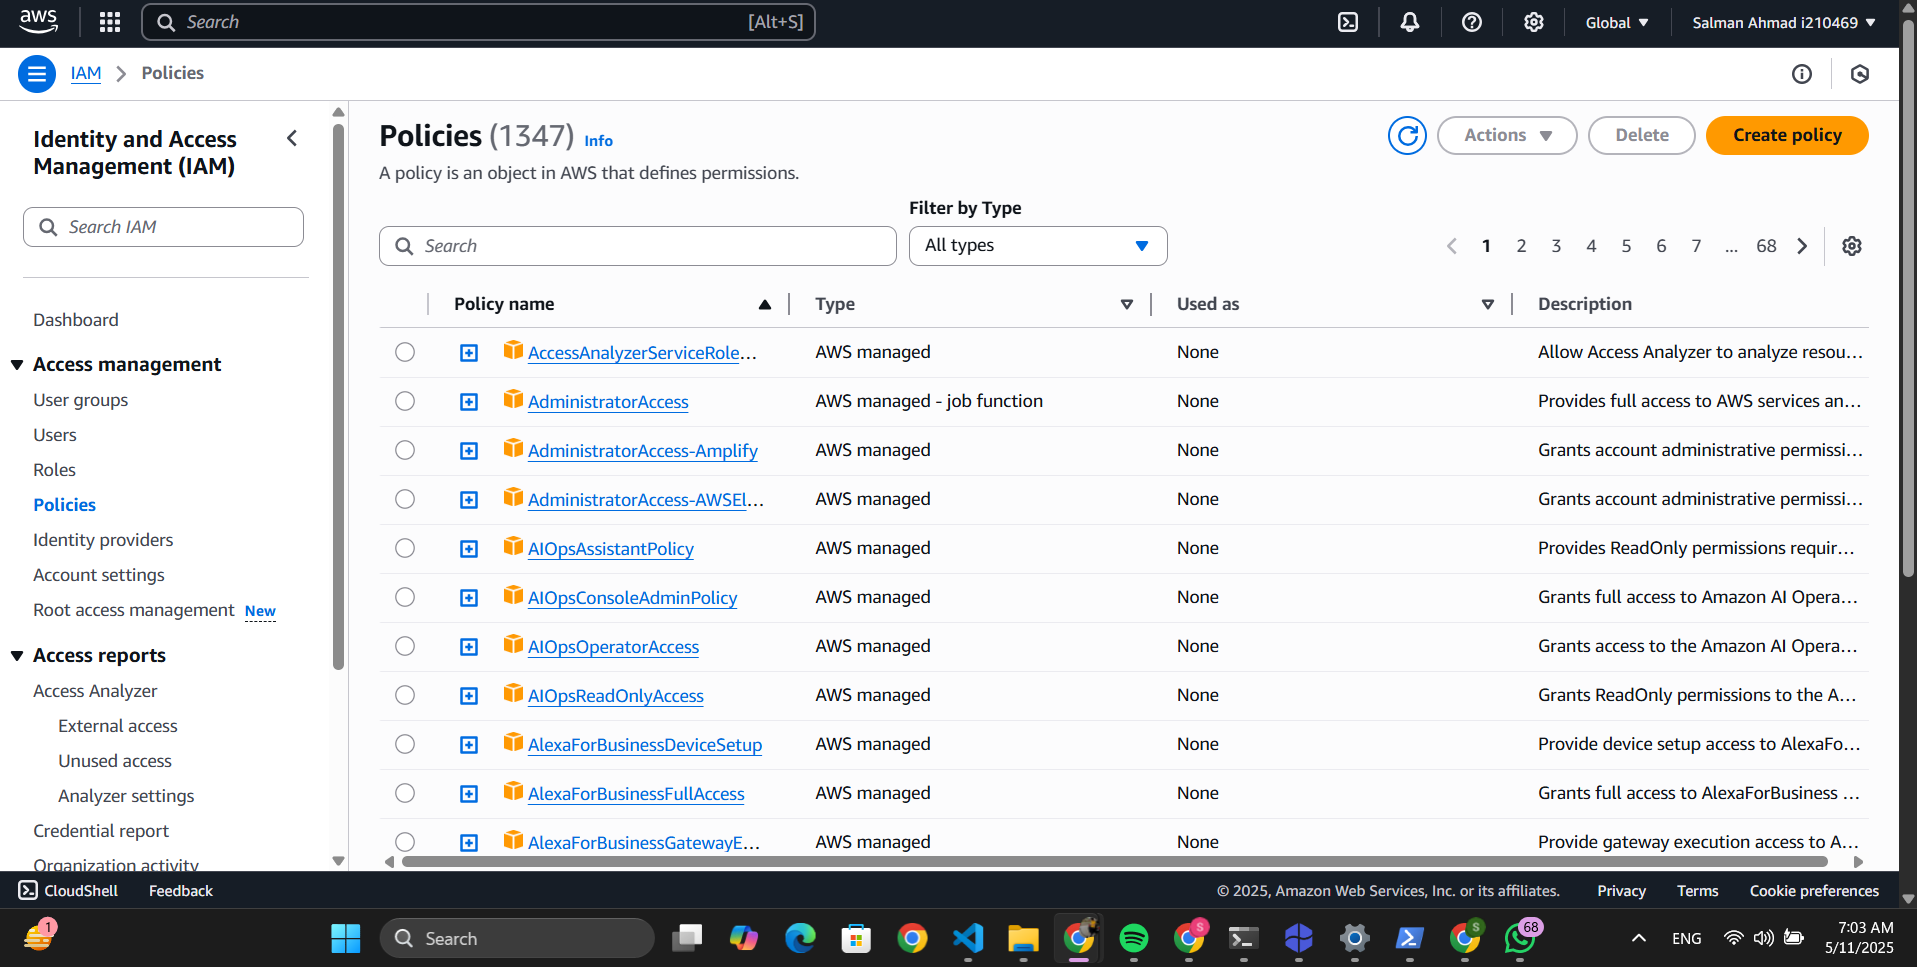 aws
Search
[Alt+S]
Global
Salman Ahmad i210469
IAM
Policies
Identity and Access
Management (IAM)
Search IAM
Dashboard
Access management
User groups
Users
Roles
Policies
Identity providers
Account settings
Root access management New
Access reports
Access Analyzer
External access
Unused access
Analyzer settings
Credential report
Organization activity
Policies (1347) Info
A policy is an object in AWS that defines permissions.
Actions
Delete
Create policy
Filter by Type
Search
All types
1 2 3 4 5 6 7 ... 68
Policy name Type Used as Description
AccessAnalyzerServiceRole... AWS managed None Allow Access Analyzer to analyze resou...
AdministratorAccess AWS managed - job function None Provides full access to AWS services an...
AdministratorAccess-Amplify AWS managed None Grants account administrative permissi...
AdministratorAccess-AWSEl... AWS managed None Grants account administrative permissi...
AIOpsAssistantPolicy AWS managed None Provides ReadOnly permissions requir...
AIOpsConsoleAdminPolicy AWS managed None Grants full access to Amazon AI Opera...
AIOpsOperatorAccess AWS managed None Grants access to the Amazon AI Opera...
AIOpsReadOnlyAccess AWS managed None Grants ReadOnly permissions to the A...
AlexaForBusinessDeviceSetup AWS managed None Provide device setup access to AlexaFo...
AlexaForBusinessFullAccess AWS managed None Grants full access to AlexaForBusiness ...
AlexaForBusinessGatewayE... AWS managed None Provide gateway execution access to A...
CloudShell
Feedback
© 2025, Amazon Web Services, Inc. or its affiliates.
Privacy
Terms
Cookie preferences
1
Search
S
S
68
ENG
7:03 AM
5/11/2025